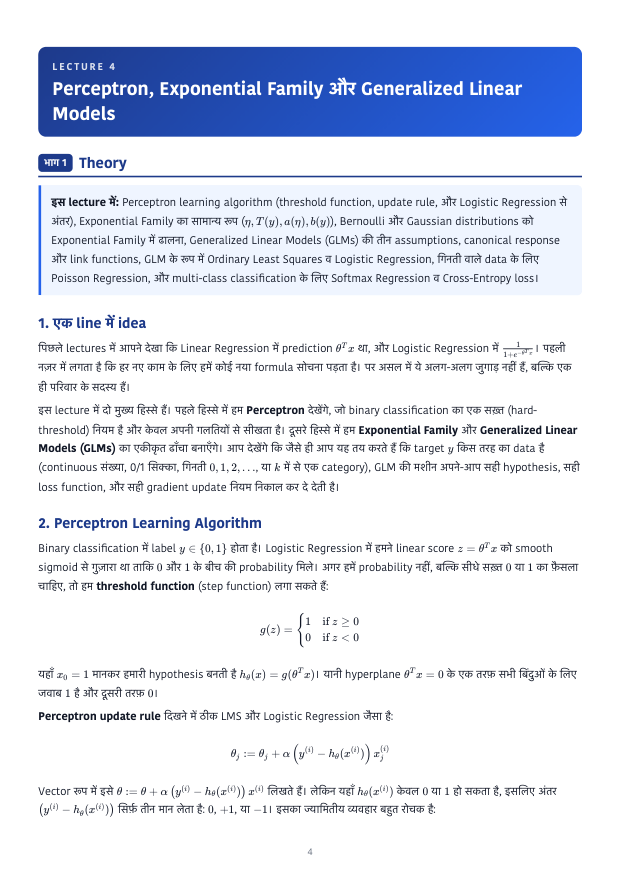 LECTURE 4
Perceptron, Exponential Family और Generalized Linear
Models
भाग 1 Theory
इस lecture में: Perceptron learning algorithm (threshold function, update rule, और Logistic Regression से
अंतर), Exponential Family का सामान्य रूप (η, T(y), a(η), b(y)), Bernoulli और Gaussian distributions को
Exponential Family में ढालना, Generalized Linear Models (GLMs) की तीन assumptions, canonical response
और link functions, GLM के रूप में Ordinary Least Squares व Logistic Regression, गिनती वाले data के लिए
Poisson Regression, और multi-class classification के लिए Softmax Regression व Cross-Entropy loss।
1. एक line में idea
पिछले lectures में आपने देखा कि Linear Regression में prediction θ^T x था, और Logistic Regression में 1/(1+e^{-θ^T x})। पहली
नज़र में लगता है कि हर नए काम के लिए हमें कोई नया formula सोचना पड़ता है। पर असल में ये अलग-अलग जुगाड़ नहीं हैं, बल्कि एक
ही परिवार के सदस्य हैं।
इस lecture में दो मुख्य हिस्से हैं। पहले हिस्से में हम Perceptron देखेंगे, जो binary classification का एक सख़्त (hard-
threshold) नियम है और केवल अपनी गलतियों से सीखता है। दूसरे हिस्से में हम Exponential Family और Generalized Linear
Models (GLMs) का एकीकृत ढाँचा बनाएँगे। आप देखेंगे कि जैसे ही आप यह तय करते हैं कि target y किस तरह का data है
(continuous संख्या, 0/1 सिक्का, गिनती 0, 1, 2, …, या k में से एक category), GLM की मशीन अपने-आप सही hypothesis, सही
loss function, और सही gradient update नियम निकाल कर दे देती है।
2. Perceptron Learning Algorithm
Binary classification में label y ∈ {0, 1} होता है। Logistic Regression में हमने linear score z = θ^T x को smooth
sigmoid से गुज़ारा था ताकि 0 और 1 के बीच की probability मिले। अगर हमें probability नहीं, बल्कि सीधे सख़्त 0 या 1 का फ़ैसला
चाहिए, तो हम threshold function (step function) लगा सकते हैं:
g(z) = { 1 if z ≥ 0
0 if z < 0
यहाँ x_0 = 1 मानकर हमारी hypothesis बनती है h_θ(x) = g(θ^T x)। यानी hyperplane θ^T x = 0 के एक तरफ़ सभी बिंदुओं के लिए
जवाब 1 है और दूसरी तरफ़ 0।
Perceptron update rule दिखने में ठीक LMS और Logistic Regression जैसा है:
θ_j := θ_j + α (y^{(i)} − h_θ(x^{(i)})) x_j^{(i)}
Vector रूप में इसे θ := θ + α (y^{(i)} − h_θ(x^{(i)})) x^{(i)} लिखते हैं। लेकिन यहाँ h_θ(x^{(i)}) केवल 0 या 1 हो सकता है, इसलिए अंतर
(y^{(i)} − h_θ(x^{(i)})) सिर्फ़ तीन मान लेता है: 0, +1, या −1। इसका ज्यामितीय व्यवहार बहुत रोचक है:
4